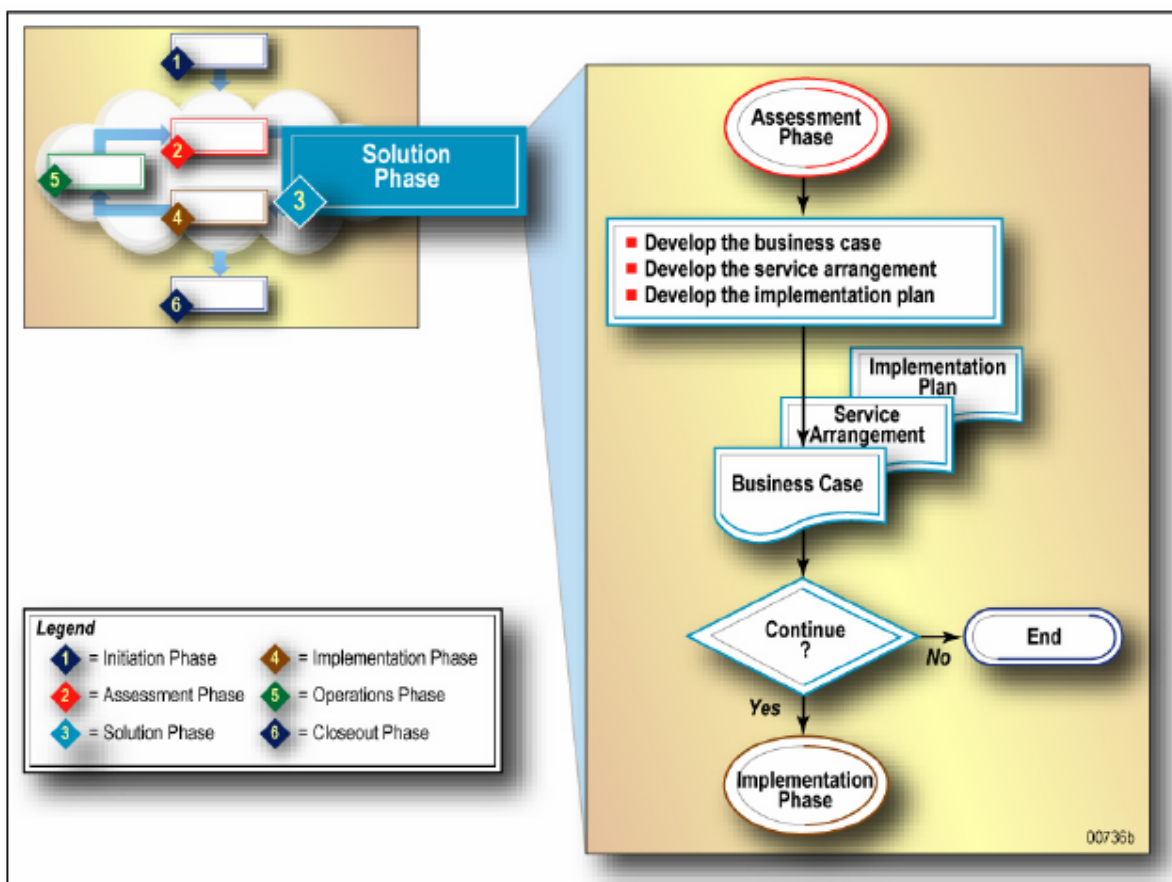 1
2
3
4
5
6
Solution
Phase
Assessment
Phase
Develop the business case
Develop the service arrangement
Develop the implementation plan
Implementation
Plan
Service
Arrangement
Business Case
Continue
?
No
End
Yes
Implementation
Phase
00736b
Legend
1 = Initiation Phase
2 = Assessment Phase
3 = Solution Phase
4 = Implementation Phase
5 = Operations Phase
6 = Closeout Phase